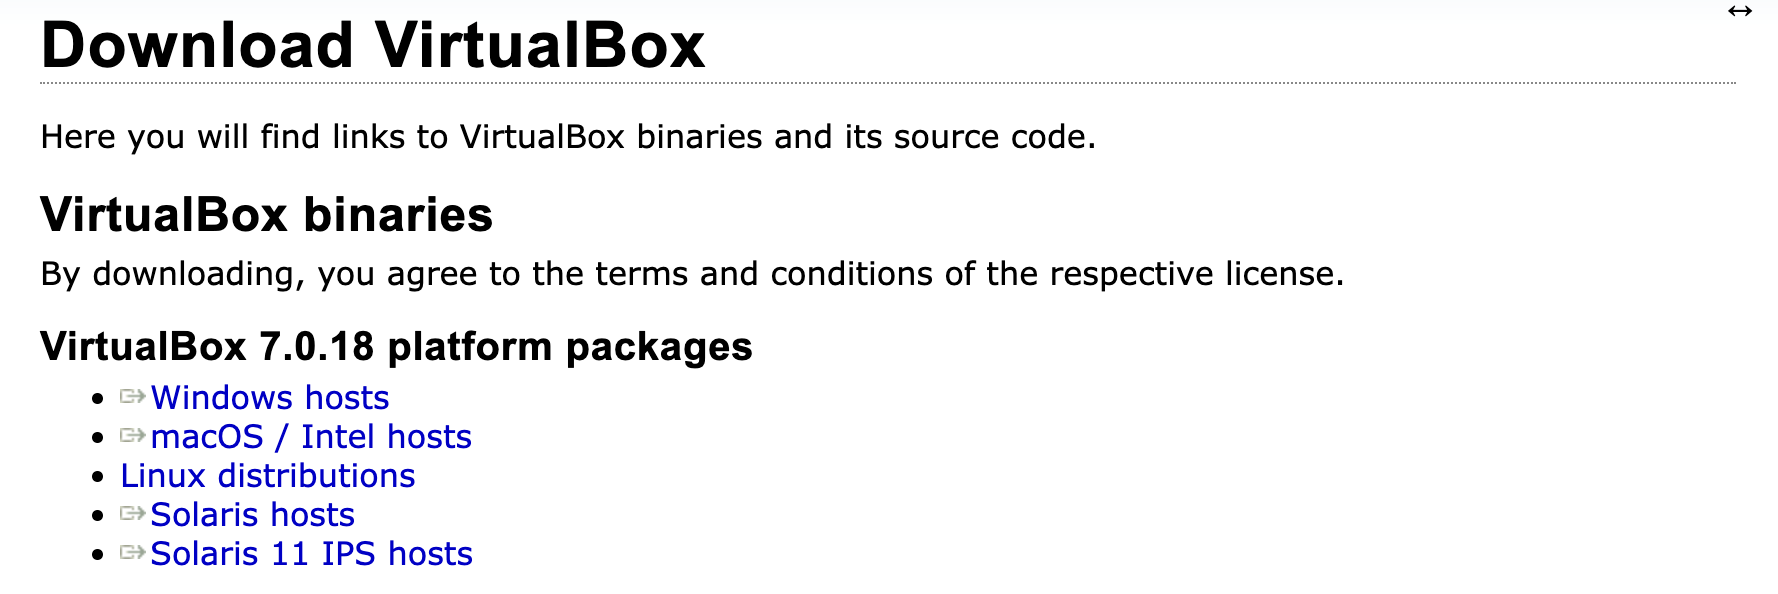 Download VirtualBox
Here you will find links to VirtualBox binaries and its source code.
VirtualBox binaries
By downloading, you agree to the terms and conditions of the respective license.
VirtualBox 7.0.18 platform packages
Windows hosts
macOS / Intel hosts
Linux distributions
Solaris hosts
Solaris 11 IPS hosts